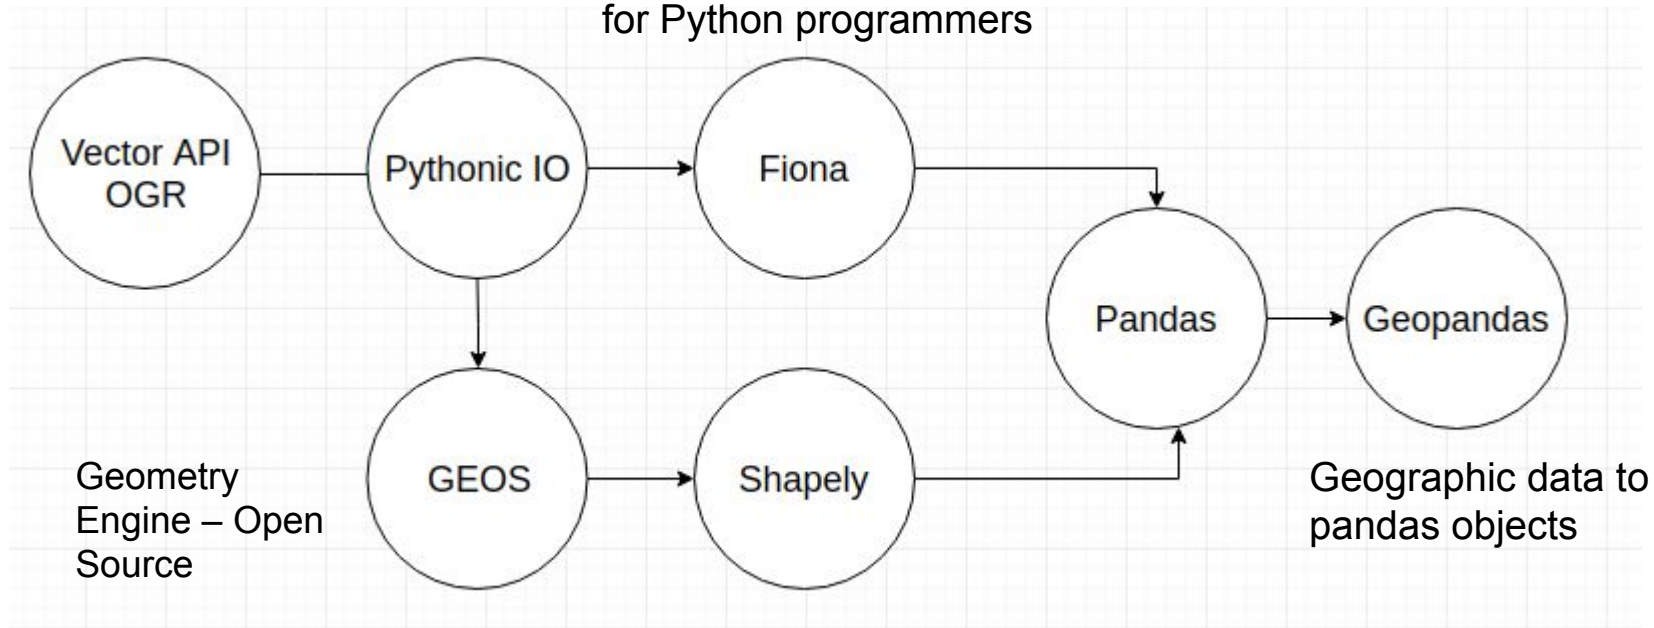 for Python programmers
Vector API
OGR
Pythonic IO
Fiona
Pandas
Geopandas
GEOS
Shapely
Geometry
Engine – Open
Source
Geographic data to
pandas objects